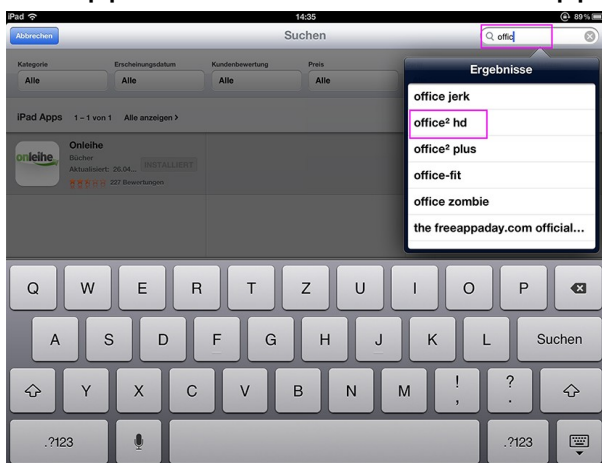 iPad 14:35 89%
Abbrechen Suchen offic
Kategorie Erscheinungsdatum Kundenbewertung Preis
Alle Alle Alle Alle
Ergebnisse
office jerk
office² hd
office² plus
office-fit
office zombie
the freeappaday.com official...
iPad Apps 1 – 1 von 1 Alle anzeigen >
Onleihe
onleihe Bücher
Aktualisiert: 26.04... INSTALLIERT
227 Bewertungen
Q W E R T Z U I O P
A S D F G H J K L Suchen
Y X C V B N M ! , ? .
.?123 .?123